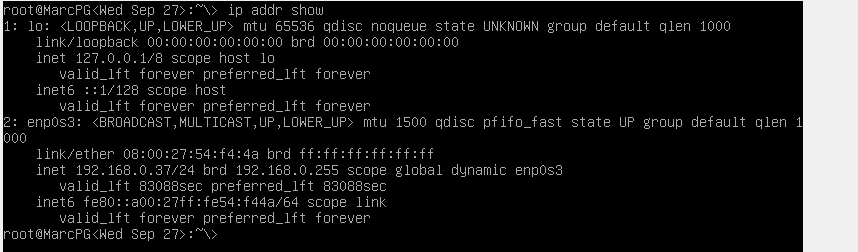 root@MarcPG<Wed Sep 27>:~\> ip addr show
1: lo: <LOOPBACK,UP,LOWER_UP> mtu 65536 qdisc noqueue state UNKNOWN group default qlen 1000
    link/loopback 00:00:00:00:00:00 brd 00:00:00:00:00:00
    inet 127.0.0.1/8 scope host lo
       valid_lft forever preferred_lft forever
    inet6 ::1/128 scope host
       valid_lft forever preferred_lft forever
2: enp0s3: <BROADCAST,MULTICAST,UP,LOWER_UP> mtu 1500 qdisc pfifo_fast state UP group default qlen 1
000
    link/ether 08:00:27:54:f4:4a brd ff:ff:ff:ff:ff:ff
    inet 192.168.0.37/24 brd 192.168.0.255 scope global dynamic enp0s3
       valid_lft 83088sec preferred_lft 83088sec
    inet6 fe80::a00:27ff:fe54:f44a/64 scope link
       valid_lft forever preferred_lft forever
root@MarcPG<Wed Sep 27>:~\>